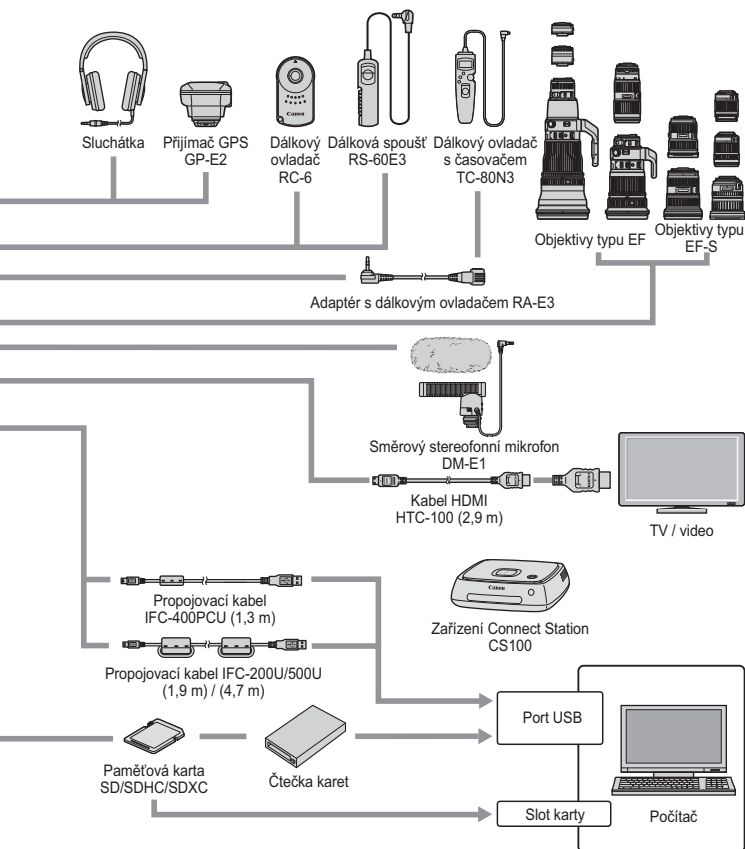 Sluchátka
Přijímač GPS
GP-E2
Canon
Dálkový
ovladač
RC-6
Dálková spoušť
RS-60E3
Dálkový ovladač
s časovačem
TC-80N3
Objektivy typu EF
Objektivy typu
EF-S
Adaptér s dálkovým ovladačem RA-E3
Směrový stereofonní mikrofon
DM-E1
Kabel HDMI
HTC-100 (2,9 m)
TV / video
Propojovací kabel
IFC-400PCU (1,3 m)
Canon
Zařízení Connect Station
CS100
Propojovací kabel IFC-200U/500U
(1,9 m) / (4,7 m)
Port USB
Paměťová karta
SD/SDHC/SDXC
Čtečka karet
Slot karty
Počítač